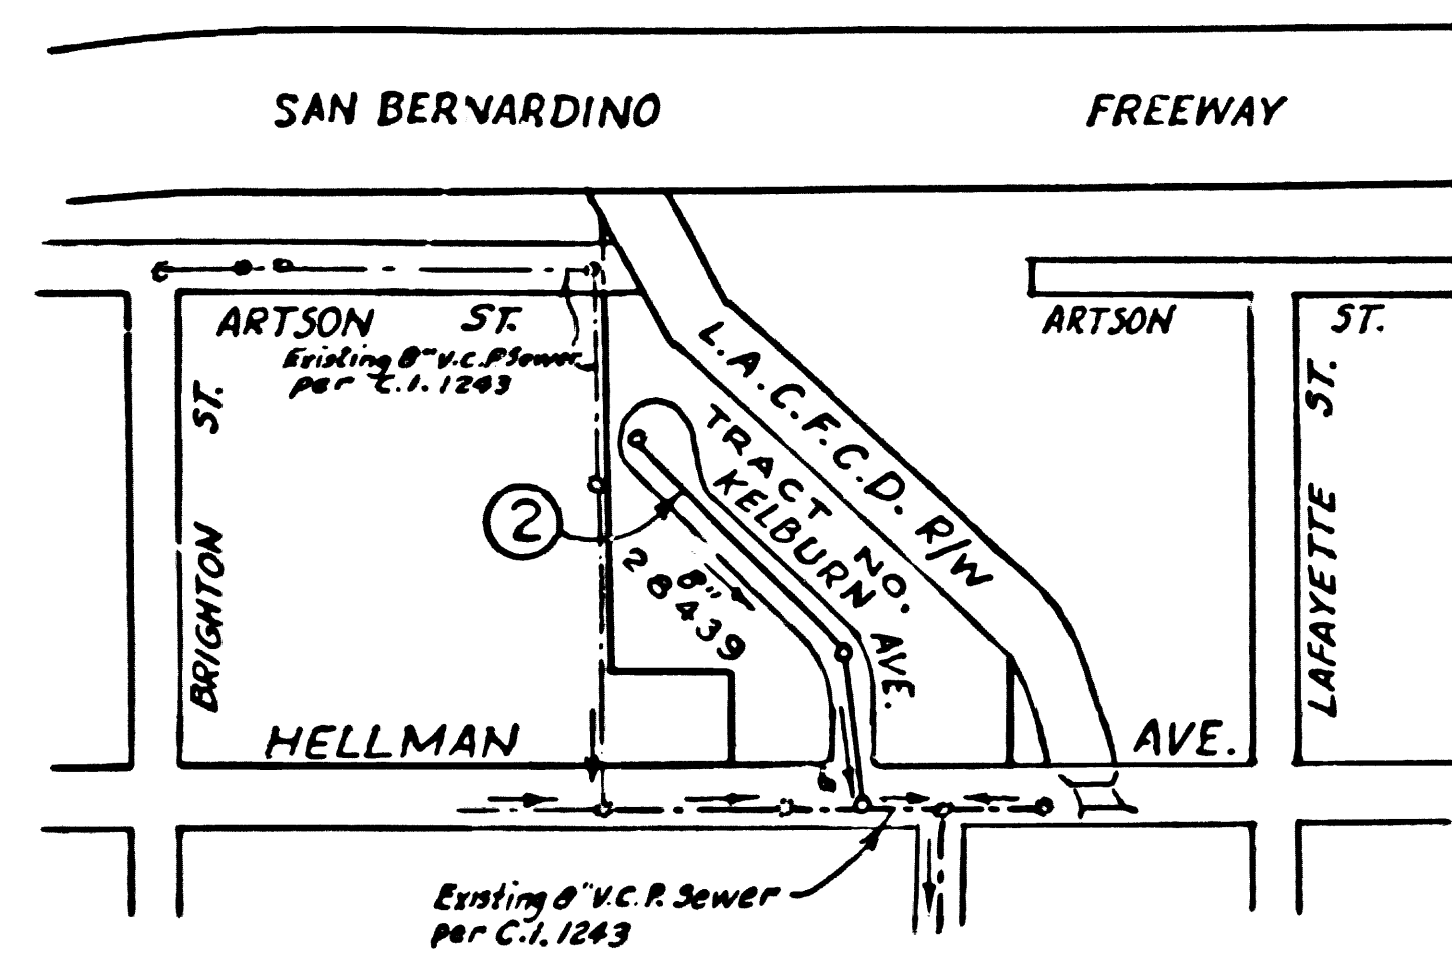 SAN BERNARDINO FREEWAY
ARTSON ST.
ARTSON ST.
Existing 8" V.C.P. Sewer
per C.I. 1243
BRIGHTON ST.
L.A.C.F.C.D. R/W
TRACT NO.
28439
KELBURN AVE.
2
8"
8"
LAFAYETTE ST.
HELLMAN AVE.
Existing 8" V.C.P. Sewer
per C.I. 1243